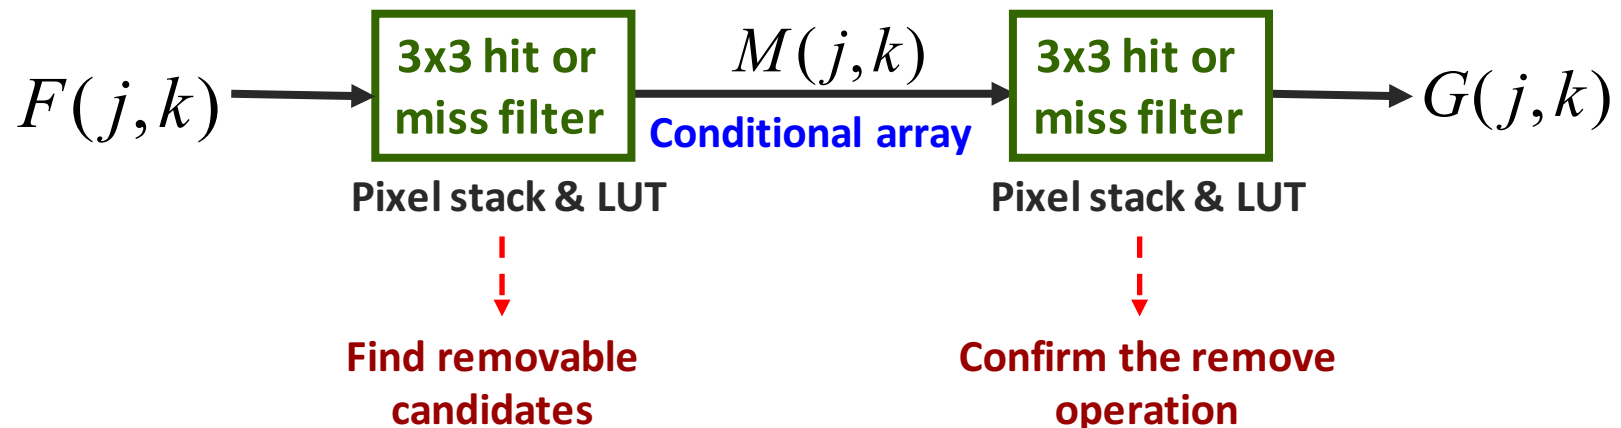 F(j,k)
3x3 hit or
miss filter
M(j,k)
Conditional array
3x3 hit or
miss filter
G(j,k)
Pixel stack & LUT
Pixel stack & LUT
Find removable
candidates
Confirm the remove
operation